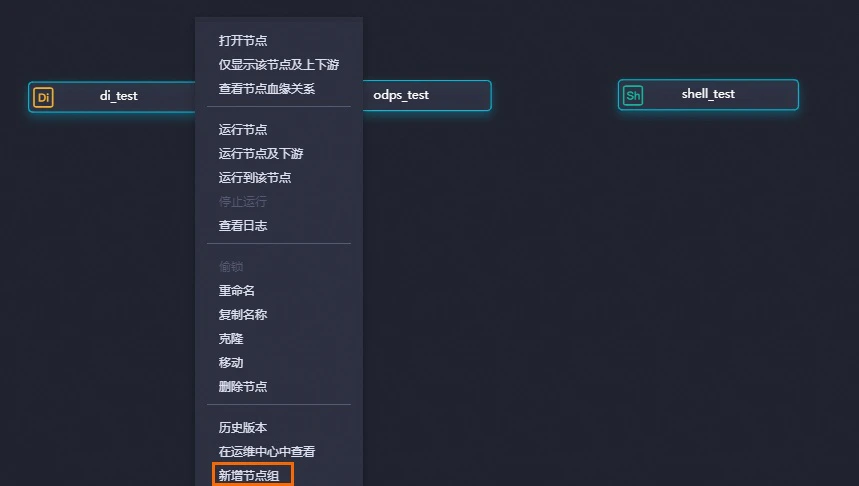 打开节点
仅显示该节点及上下游
查看节点血缘关系
Di di_test
odps_test
Sh shell_test
运行节点
运行节点及下游
运行到该节点
停止运行
查看日志
偷锁
重命名
复制名称
克隆
移动
删除节点
历史版本
在运维中心中查看
新增节点组